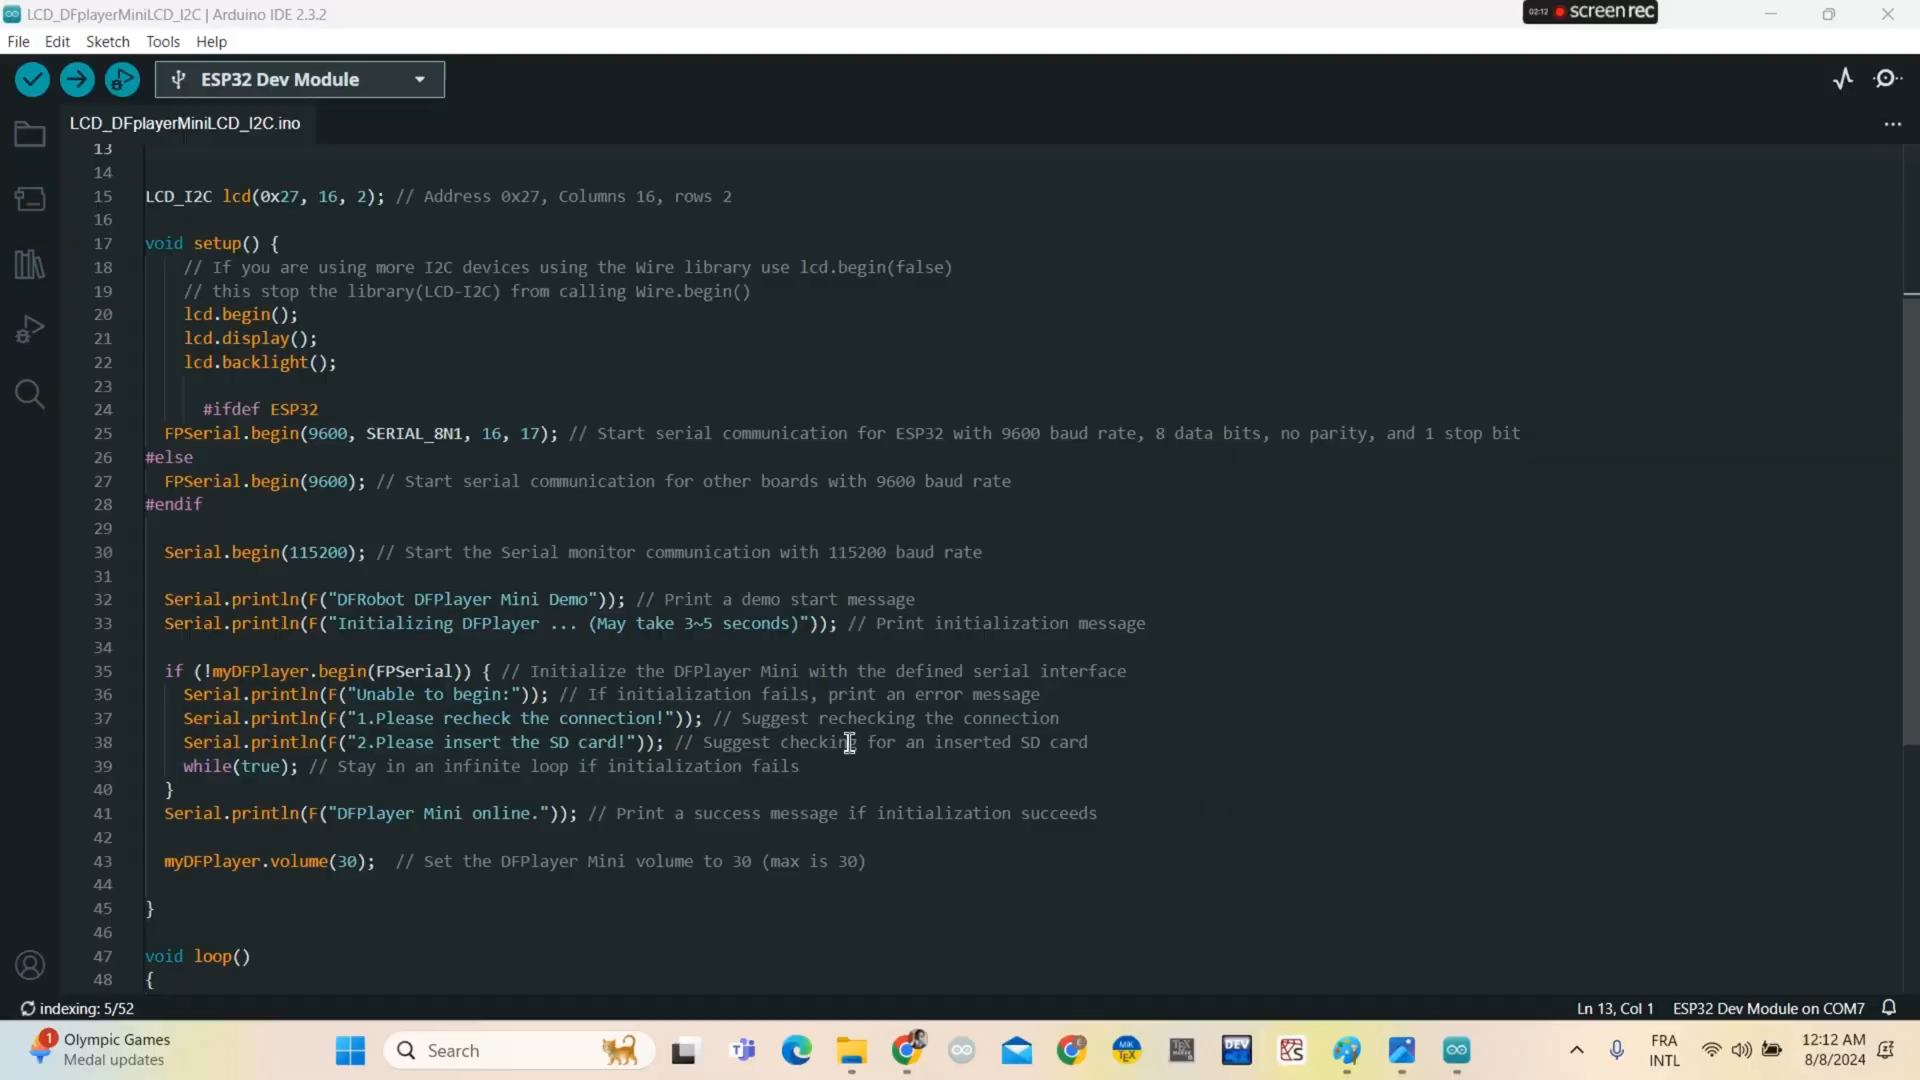 LCD_DFplayerMiniLCD_I2C | Arduino IDE 2.3.2
02:12 screen rec
File Edit Sketch Tools Help
ESP32 Dev Module
LCD_DFplayerMiniLCD_I2C.ino
13
14
15 LCD_I2C lcd(0x27, 16, 2); // Address 0x27, Columns 16, rows 2
16
17 void setup() {
18 // If you are using more I2C devices using the Wire library use lcd.begin(false)
19 // this stop the library(LCD-I2C) from calling Wire.begin()
20 lcd.begin();
21 lcd.display();
22 lcd.backlight();
23
24 #ifdef ESP32
25 FPSerial.begin(9600, SERIAL_8N1, 16, 17); // Start serial communication for ESP32 with 9600 baud rate, 8 data bits, no parity, and 1 stop bit
26 #else
27 FPSerial.begin(9600); // Start serial communication for other boards with 9600 baud rate
28 #endif
29
30 Serial.begin(115200); // Start the Serial monitor communication with 115200 baud rate
31
32 Serial.println(F("DFRobot DFPlayer Mini Demo")); // Print a demo start message
33 Serial.println(F("Initializing DFPlayer ... (May take 3~5 seconds)")); // Print initialization message
34
35 if (!myDFPlayer.begin(FPSerial)) { // Initialize the DFPlayer Mini with the defined serial interface
36 Serial.println(F("Unable to begin:")); // If initialization fails, print an error message
37 Serial.println(F("1.Please recheck the connection!")); // Suggest rechecking the connection
38 Serial.println(F("2.Please insert the SD card!")); // Suggest checking for an inserted SD card
39 while(true); // Stay in an infinite loop if initialization fails
40 }
41 Serial.println(F("DFPlayer Mini online.")); // Print a success message if initialization succeeds
42
43 myDFPlayer.volume(30); // Set the DFPlayer Mini volume to 30 (max is 30)
44
45 }
46
47 void loop()
48 {
indexing: 5/52
Ln 13, Col 1 ESP32 Dev Module on COM7
1
Olympic Games
Medal updates
Search
MiK TEX
TEX MAKER
DEV
FRA
INTL
12:12 AM
8/8/2024